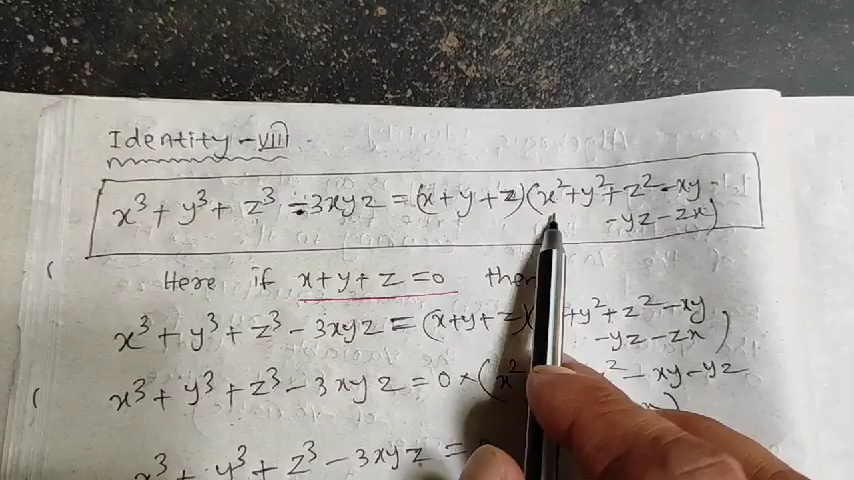 Identity-VIII
x³ + y³ + z³ - 3xyz = (x + y + z)(x² + y² + z² - xy
- yz - zx)
Here if x + y + z = 0 then
x³ + y³ + z³ - 3xyz = (x + y + z)( + y² + z² - xy
- yz - zx)
x³ + y³ + z³ - 3xyz = 0 × (x² ² - xy - yz
x)
x³ + y³ + z³ - 3xyz =